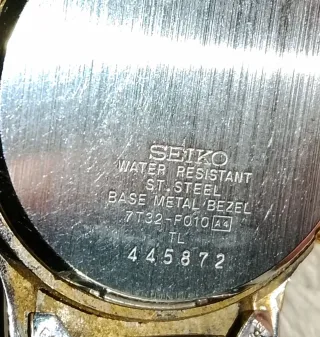 SEIKO
WATER RESISTANT
ST.STEEL
BASE METAL BEZEL
7T32-F010 A4
TL
445872